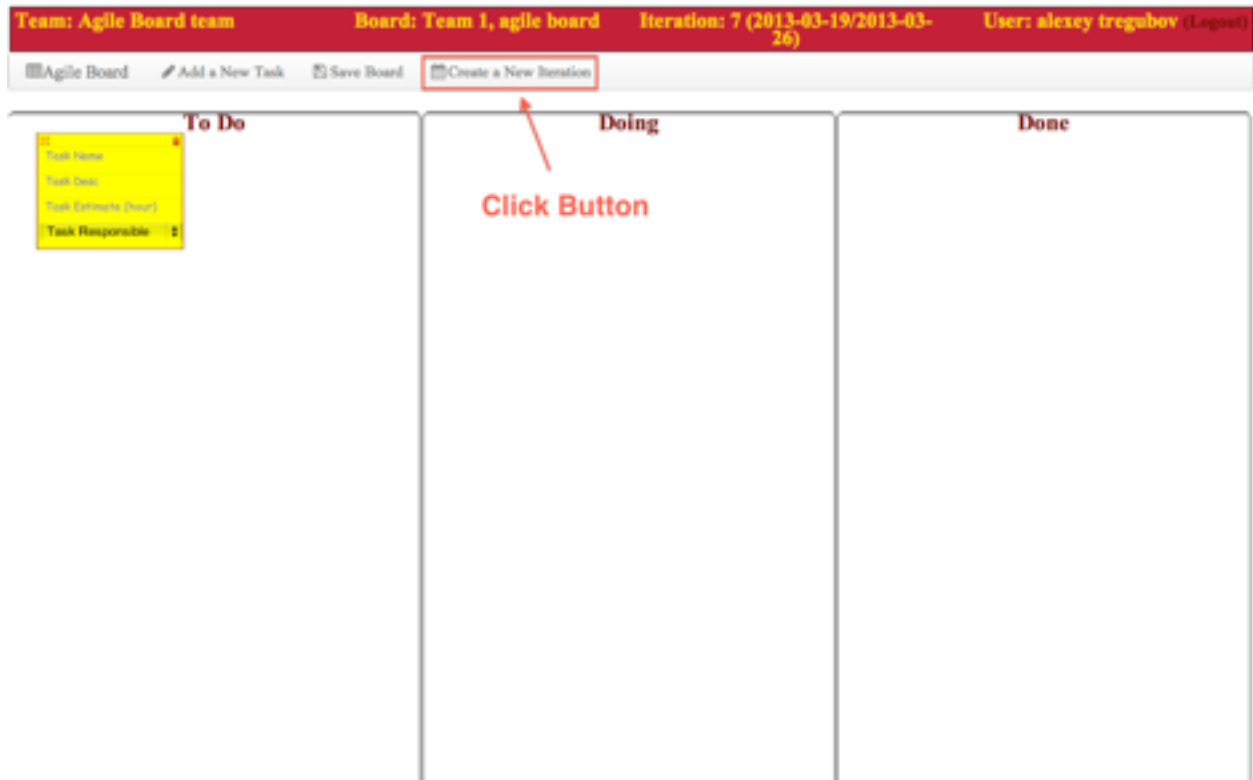 Team: Agile Board team Board: Team 1, agile board Iteration: 7 (2013-03-19/2013-03- User: alexey tregubov (Logout)
26)
Agile Board Add a New Task Save Board Create a New Iteration
To Do Doing Done
Task Name
Task Desc
Task Estimate (hour)
Task Responsible
Click Button